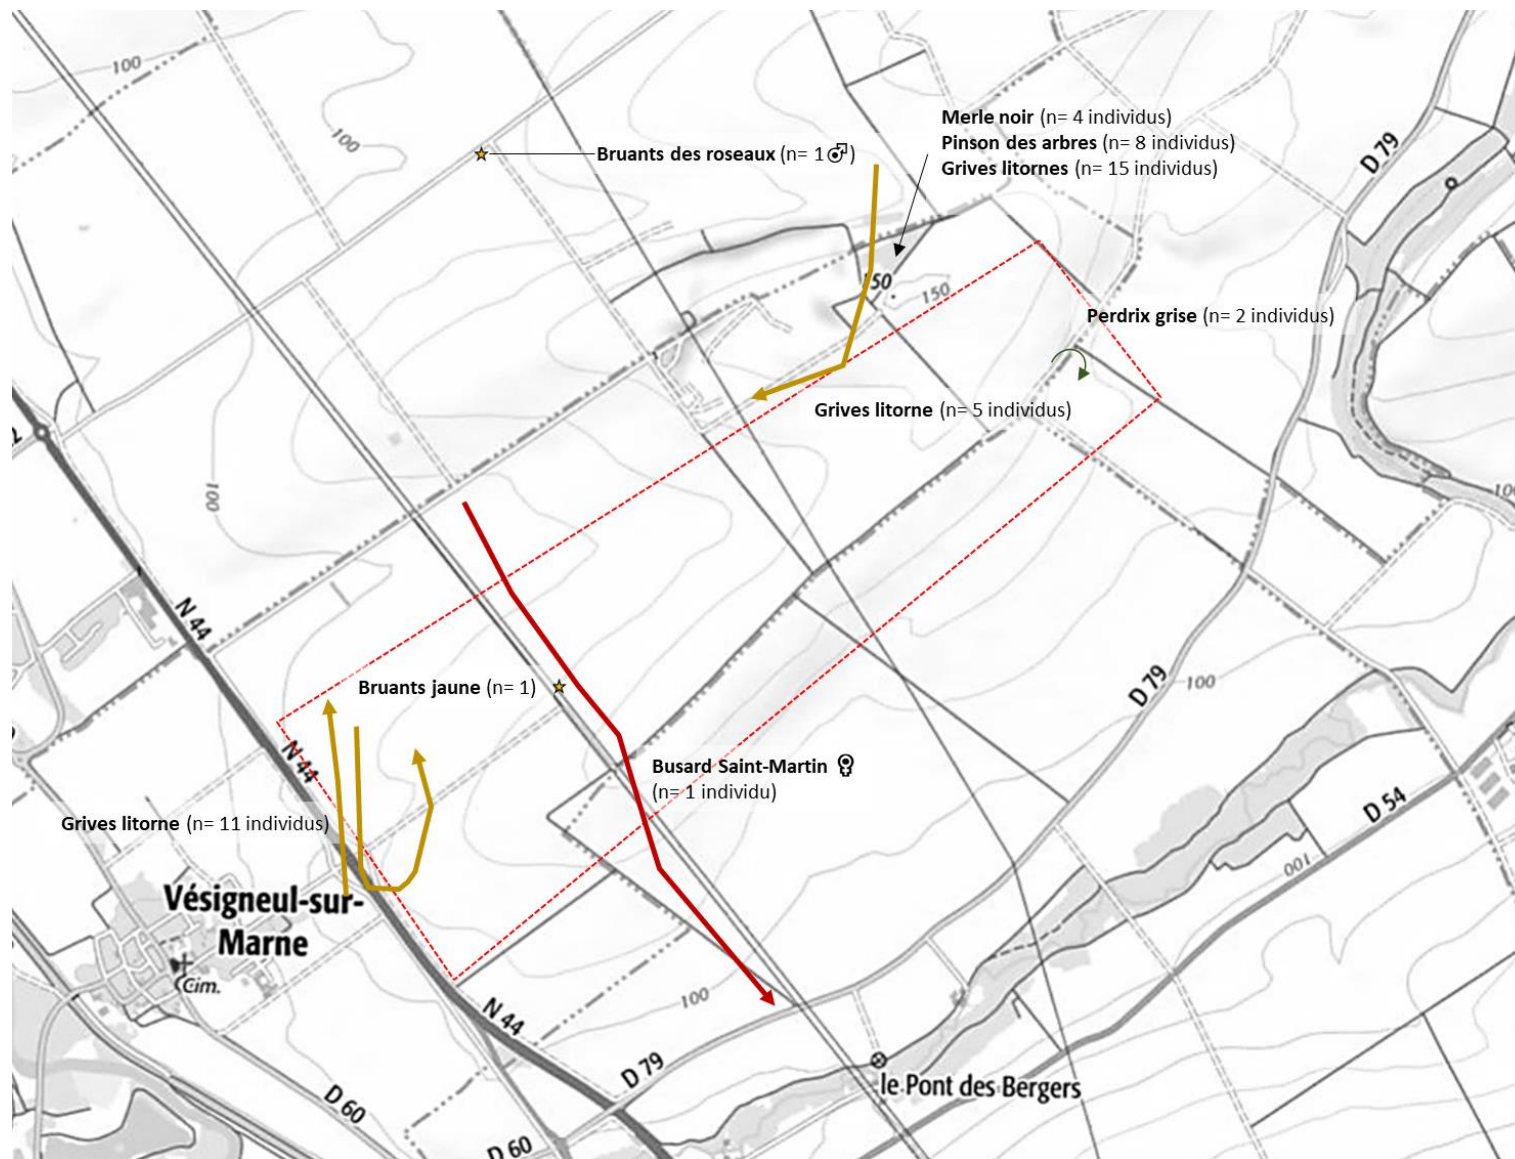 100
100
Merle noir (n= 4 individus)
Pinson des arbres (n= 8 individus)
Grives litornes (n= 15 individus)
Bruants des roseaux (n= 1♂)
D 79
150
Perdrix grise (n= 2 individus)
Grives litorne (n= 5 individus)
100
N 44
Bruants jaune (n= 1)
D 79
100
N 44
Busard Saint-Martin ♀
(n= 1 individu)
Grives litorne (n= 11 individus)
D 54
001
Vésigneul-sur-
Marne
Cim.
100
N 44
D 79
le Pont des Bergers
D 60
D 60